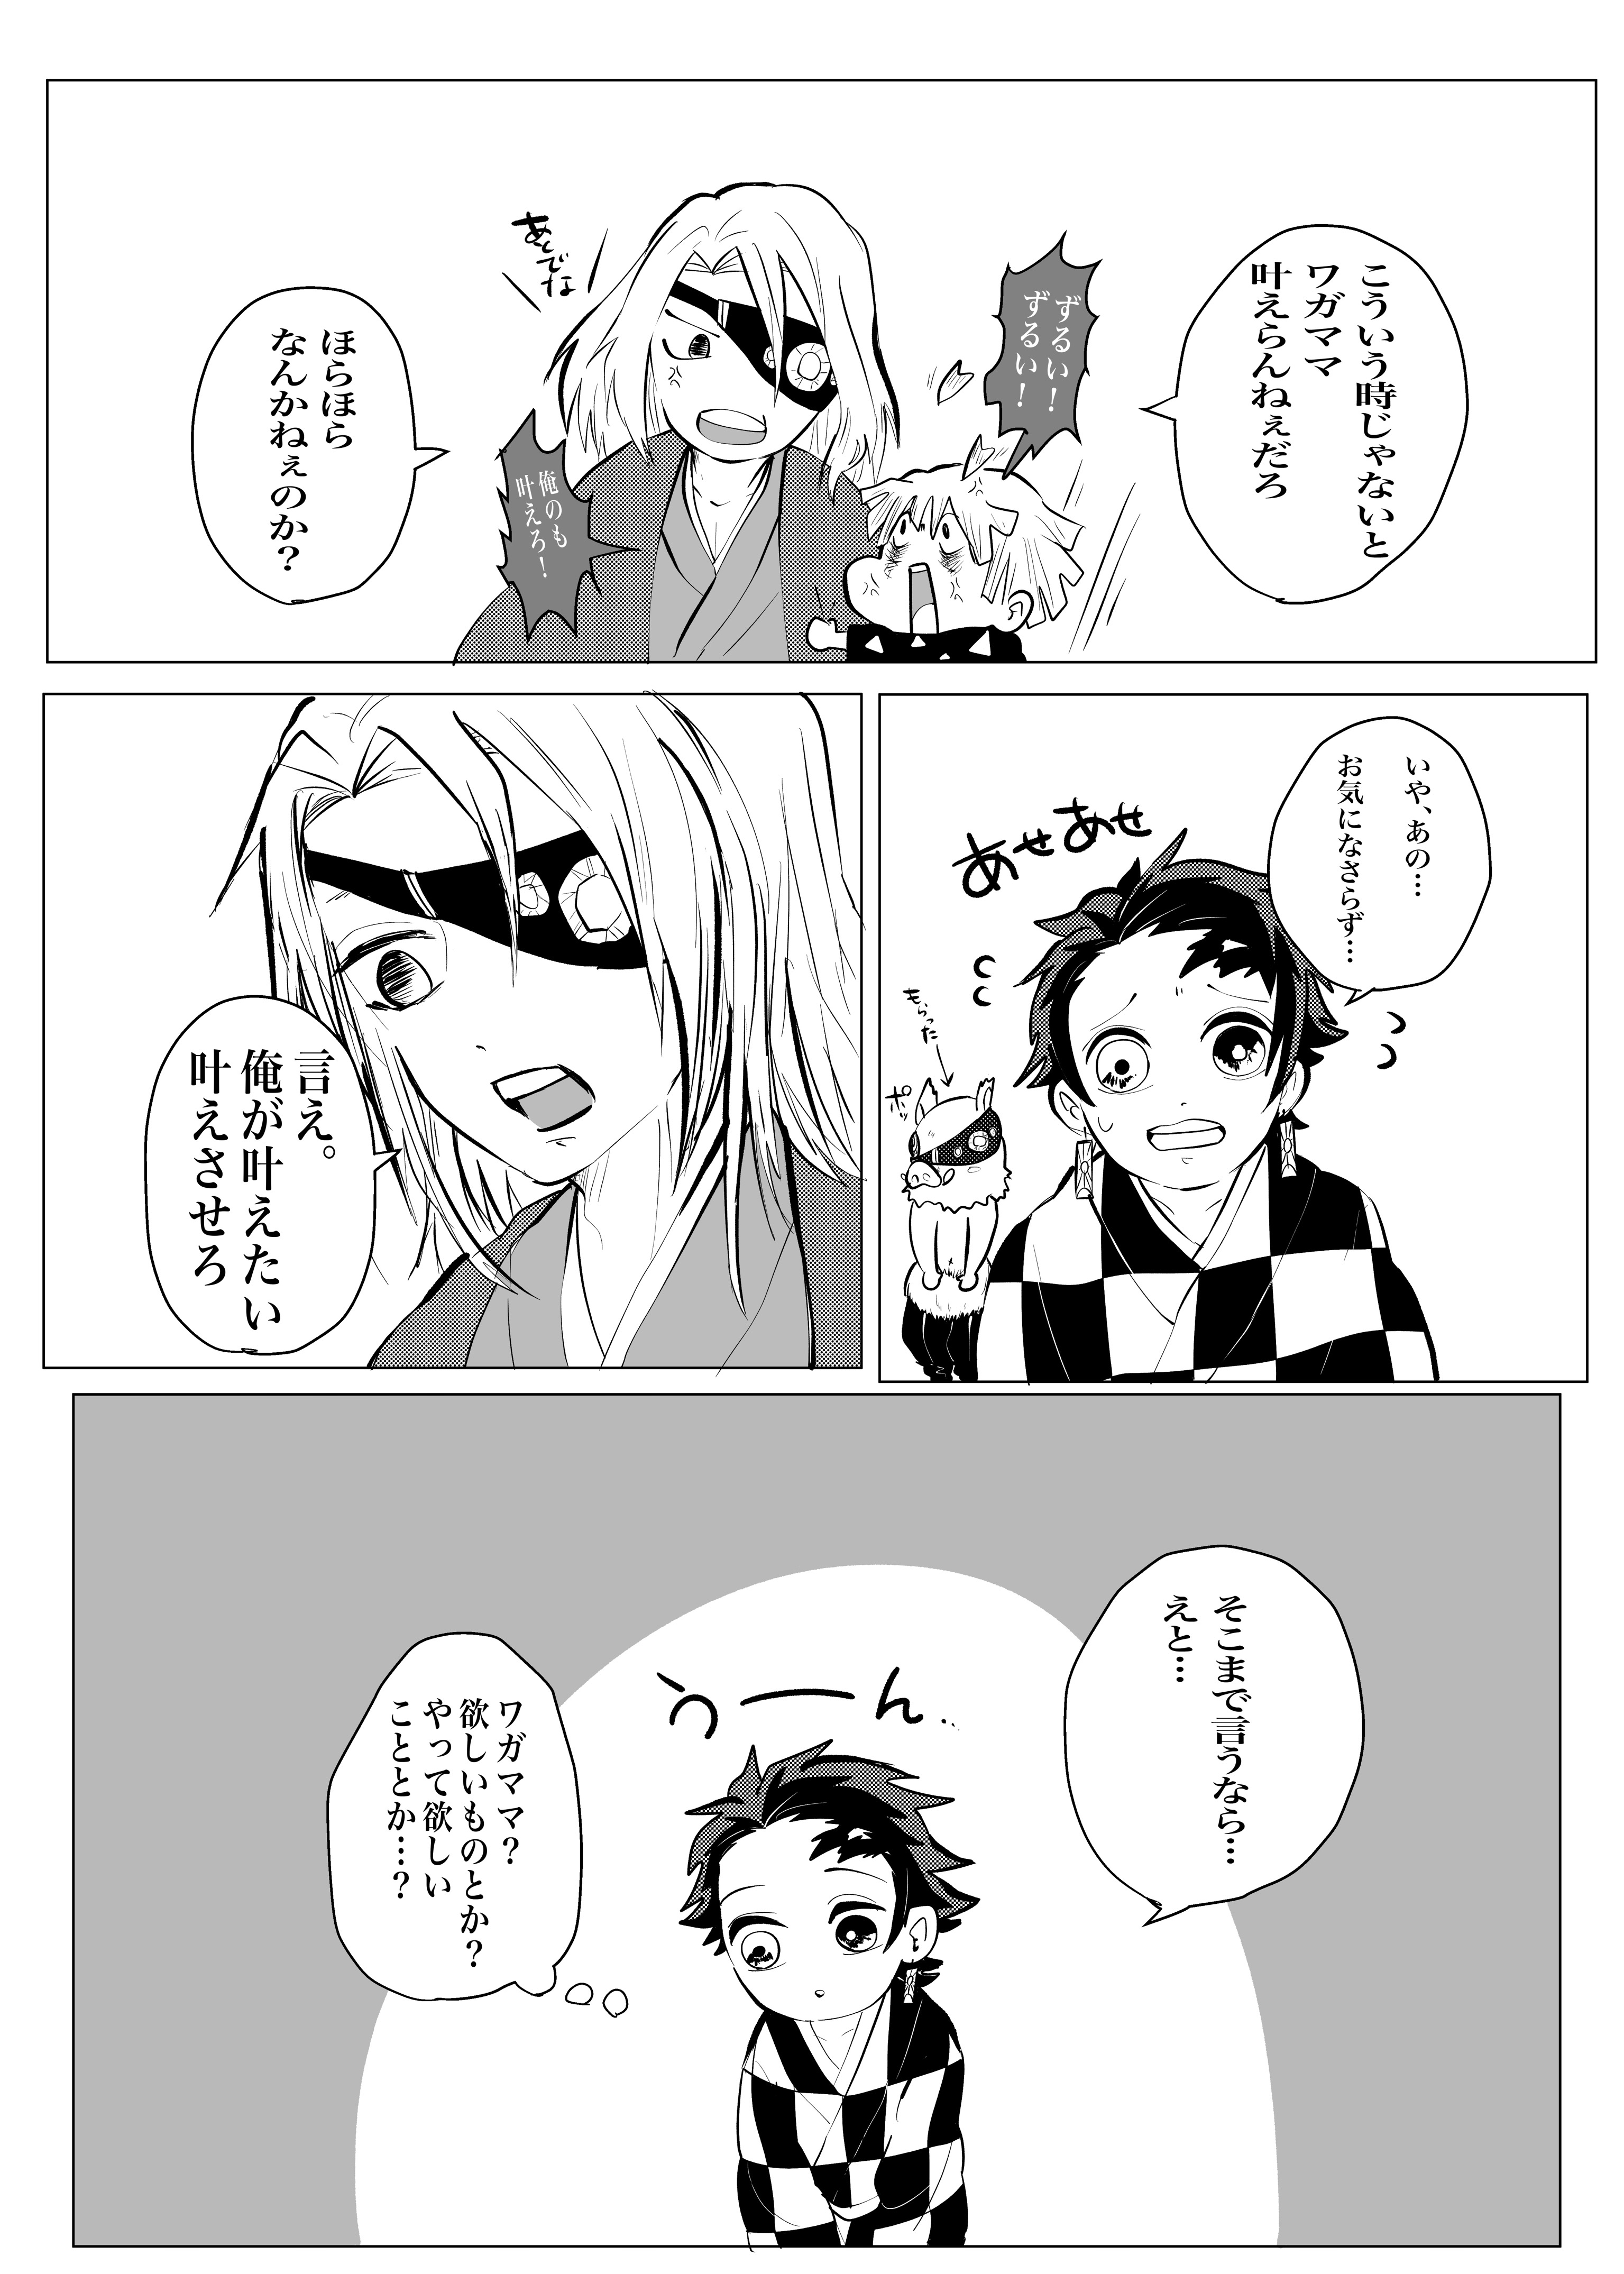 こういう時じゃないと
ワガママ
叶えらんねぇだろ
ずるい！
ずるい！
あとでな
俺のも
叶えろ！
ほらほら
なんかねぇのか？
いや、あの…
お気になさらず…
あせあせ
もらった
ポッ
言え。
俺が叶えたい
叶えさせろ
そこまで言うなら…
えと…
うーん…
ワガママ？
欲しいものとか？
やって欲しい
こととか…？